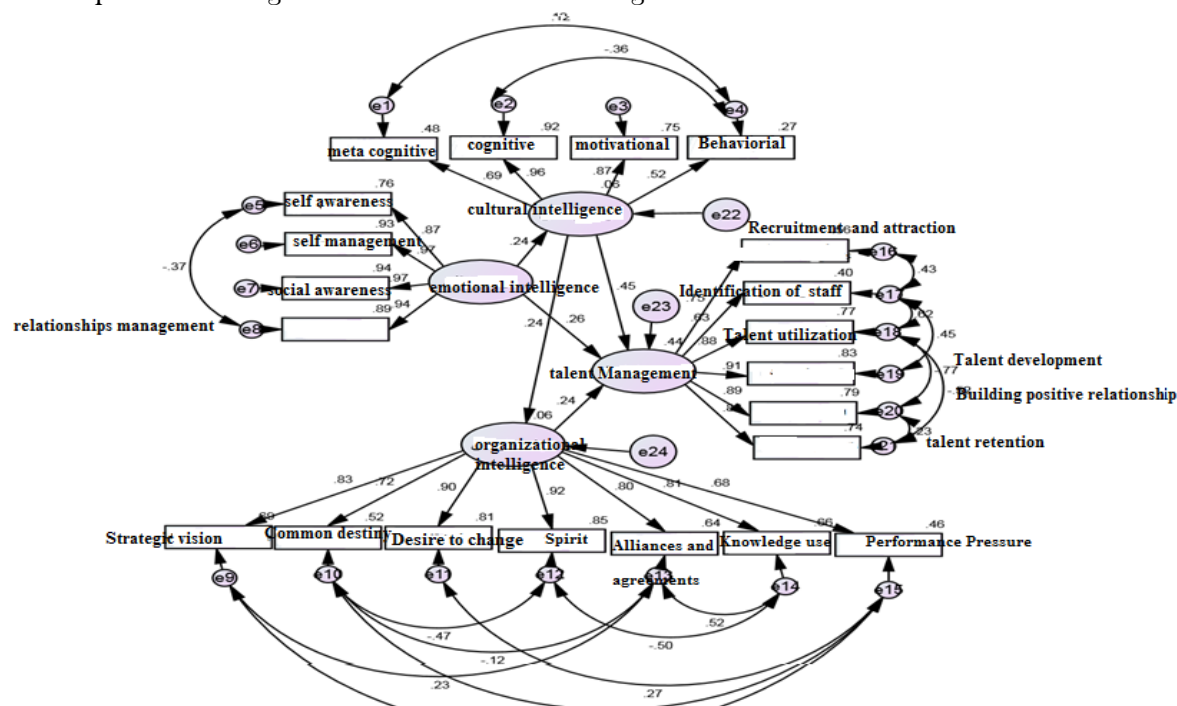 .12
-.36
e1
e2
e3
e4
.48
.92
.75
.27
meta cognitive
cognitive
motivational
Behaviorial
.69
.96
.87
.52
.06
.76
e5
self awareness
cultural intelligence
e22
.87
.93
e6
self management
.97
.24
Recruitment and attraction
e16
-.37
.94
e7
social awareness
.97
emotional intelligence
.43
.40
.45
Identification of staff
e17
.75
.63
.89
.94
relationships management
e8
.24
.26
e23
.62
.77
.44
.88
Talent utilization
e18
.45
.83
Talent development
talent Management
.91
e19
-.77
.24
.89
.79
Building positive relationship
e20
.06
.74
.23
talent retention
organizational
intelligence
e24
.83
.72
.90
.92
.80
.81
.68
.52
.81
.85
.64
.66
.46
Strategic vision
Common destiny
Desire to change
Spirit
Alliances and
Knowledge use
Performance Pressure
e9
e10
e11
e12
e13
agreements
e14
e15
-.47
.52
-.50
-.12
.23
.27